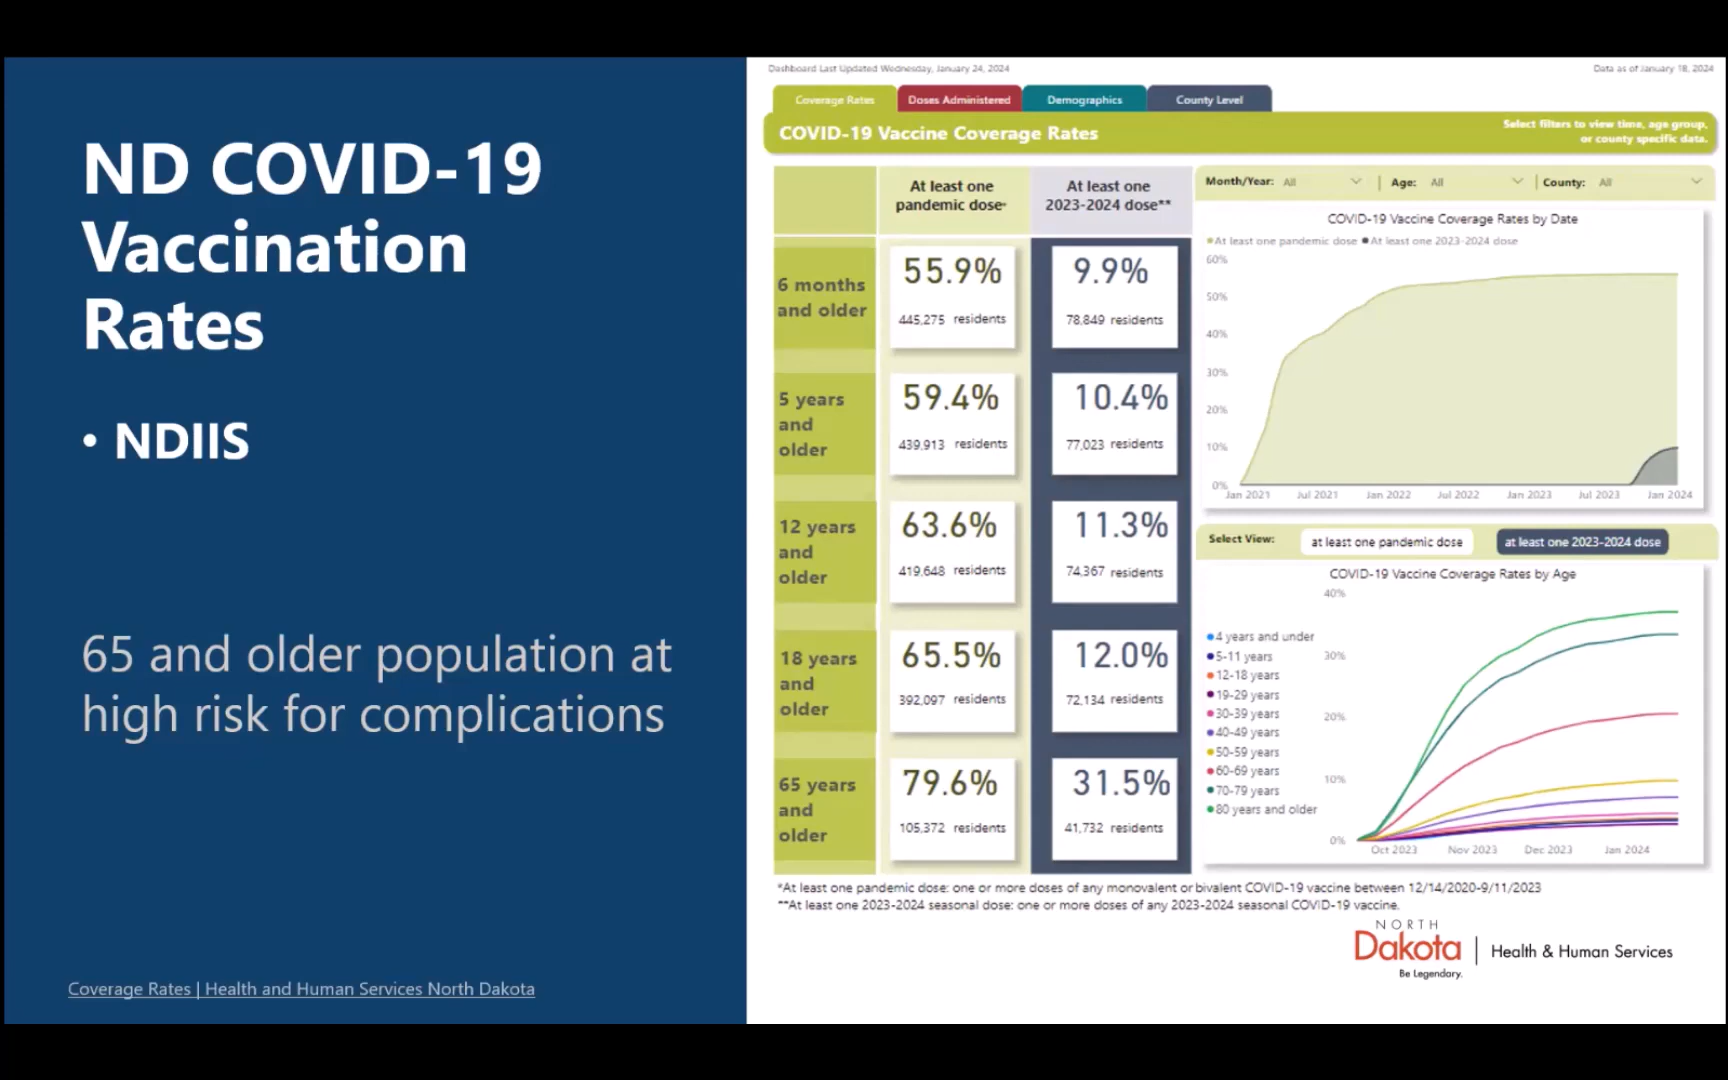 ND COVID-19
Vaccination
Rates
• NDIIS
65 and older population at
high risk for complications
Coverage Rates | Health and Human Services North Dakota
Dashboard Last Updated Wednesday, January 24, 2024
Data as of January 18, 2024
Coverage Rates
Doses Administered
Demographics
County Level
COVID-19 Vaccine Coverage Rates
Select filters to view time, age group,
or county specific data.
At least one
pandemic dose*
At least one
2023-2024 dose**
6 months
and older
55.9%
445,275 residents
9.9%
78,849 residents
5 years
and
older
59.4%
439,913 residents
10.4%
77,023 residents
12 years
and
older
63.6%
419,648 residents
11.3%
74,367 residents
18 years
and
older
65.5%
392,097 residents
12.0%
72,134 residents
65 years
and
older
79.6%
105,372 residents
31.5%
41,732 residents
Month/Year: All
Age: All
County: All
COVID-19 Vaccine Coverage Rates by Date
At least one pandemic dose At least one 2023-2024 dose
60%
50%
40%
30%
20%
10%
0%
Jan 2021 Jul 2021 Jan 2022 Jul 2022 Jan 2023 Jul 2023 Jan 2024
Select View:
at least one pandemic dose
at least one 2023-2024 dose
COVID-19 Vaccine Coverage Rates by Age
4 years and under
5-11 years
12-18 years
19-29 years
30-39 years
40-49 years
50-59 years
60-69 years
70-79 years
80 years and older
40%
30%
20%
10%
0%
Oct 2023 Nov 2023 Dec 2023 Jan 2024
*At least one pandemic dose: one or more doses of any monovalent or bivalent COVID-19 vaccine between 12/14/2020-9/11/2023
**At least one 2023-2024 seasonal dose: one or more doses of any 2023-2024 seasonal COVID-19 vaccine.
NORTH
Dakota
Be Legendary.
Health & Human Services